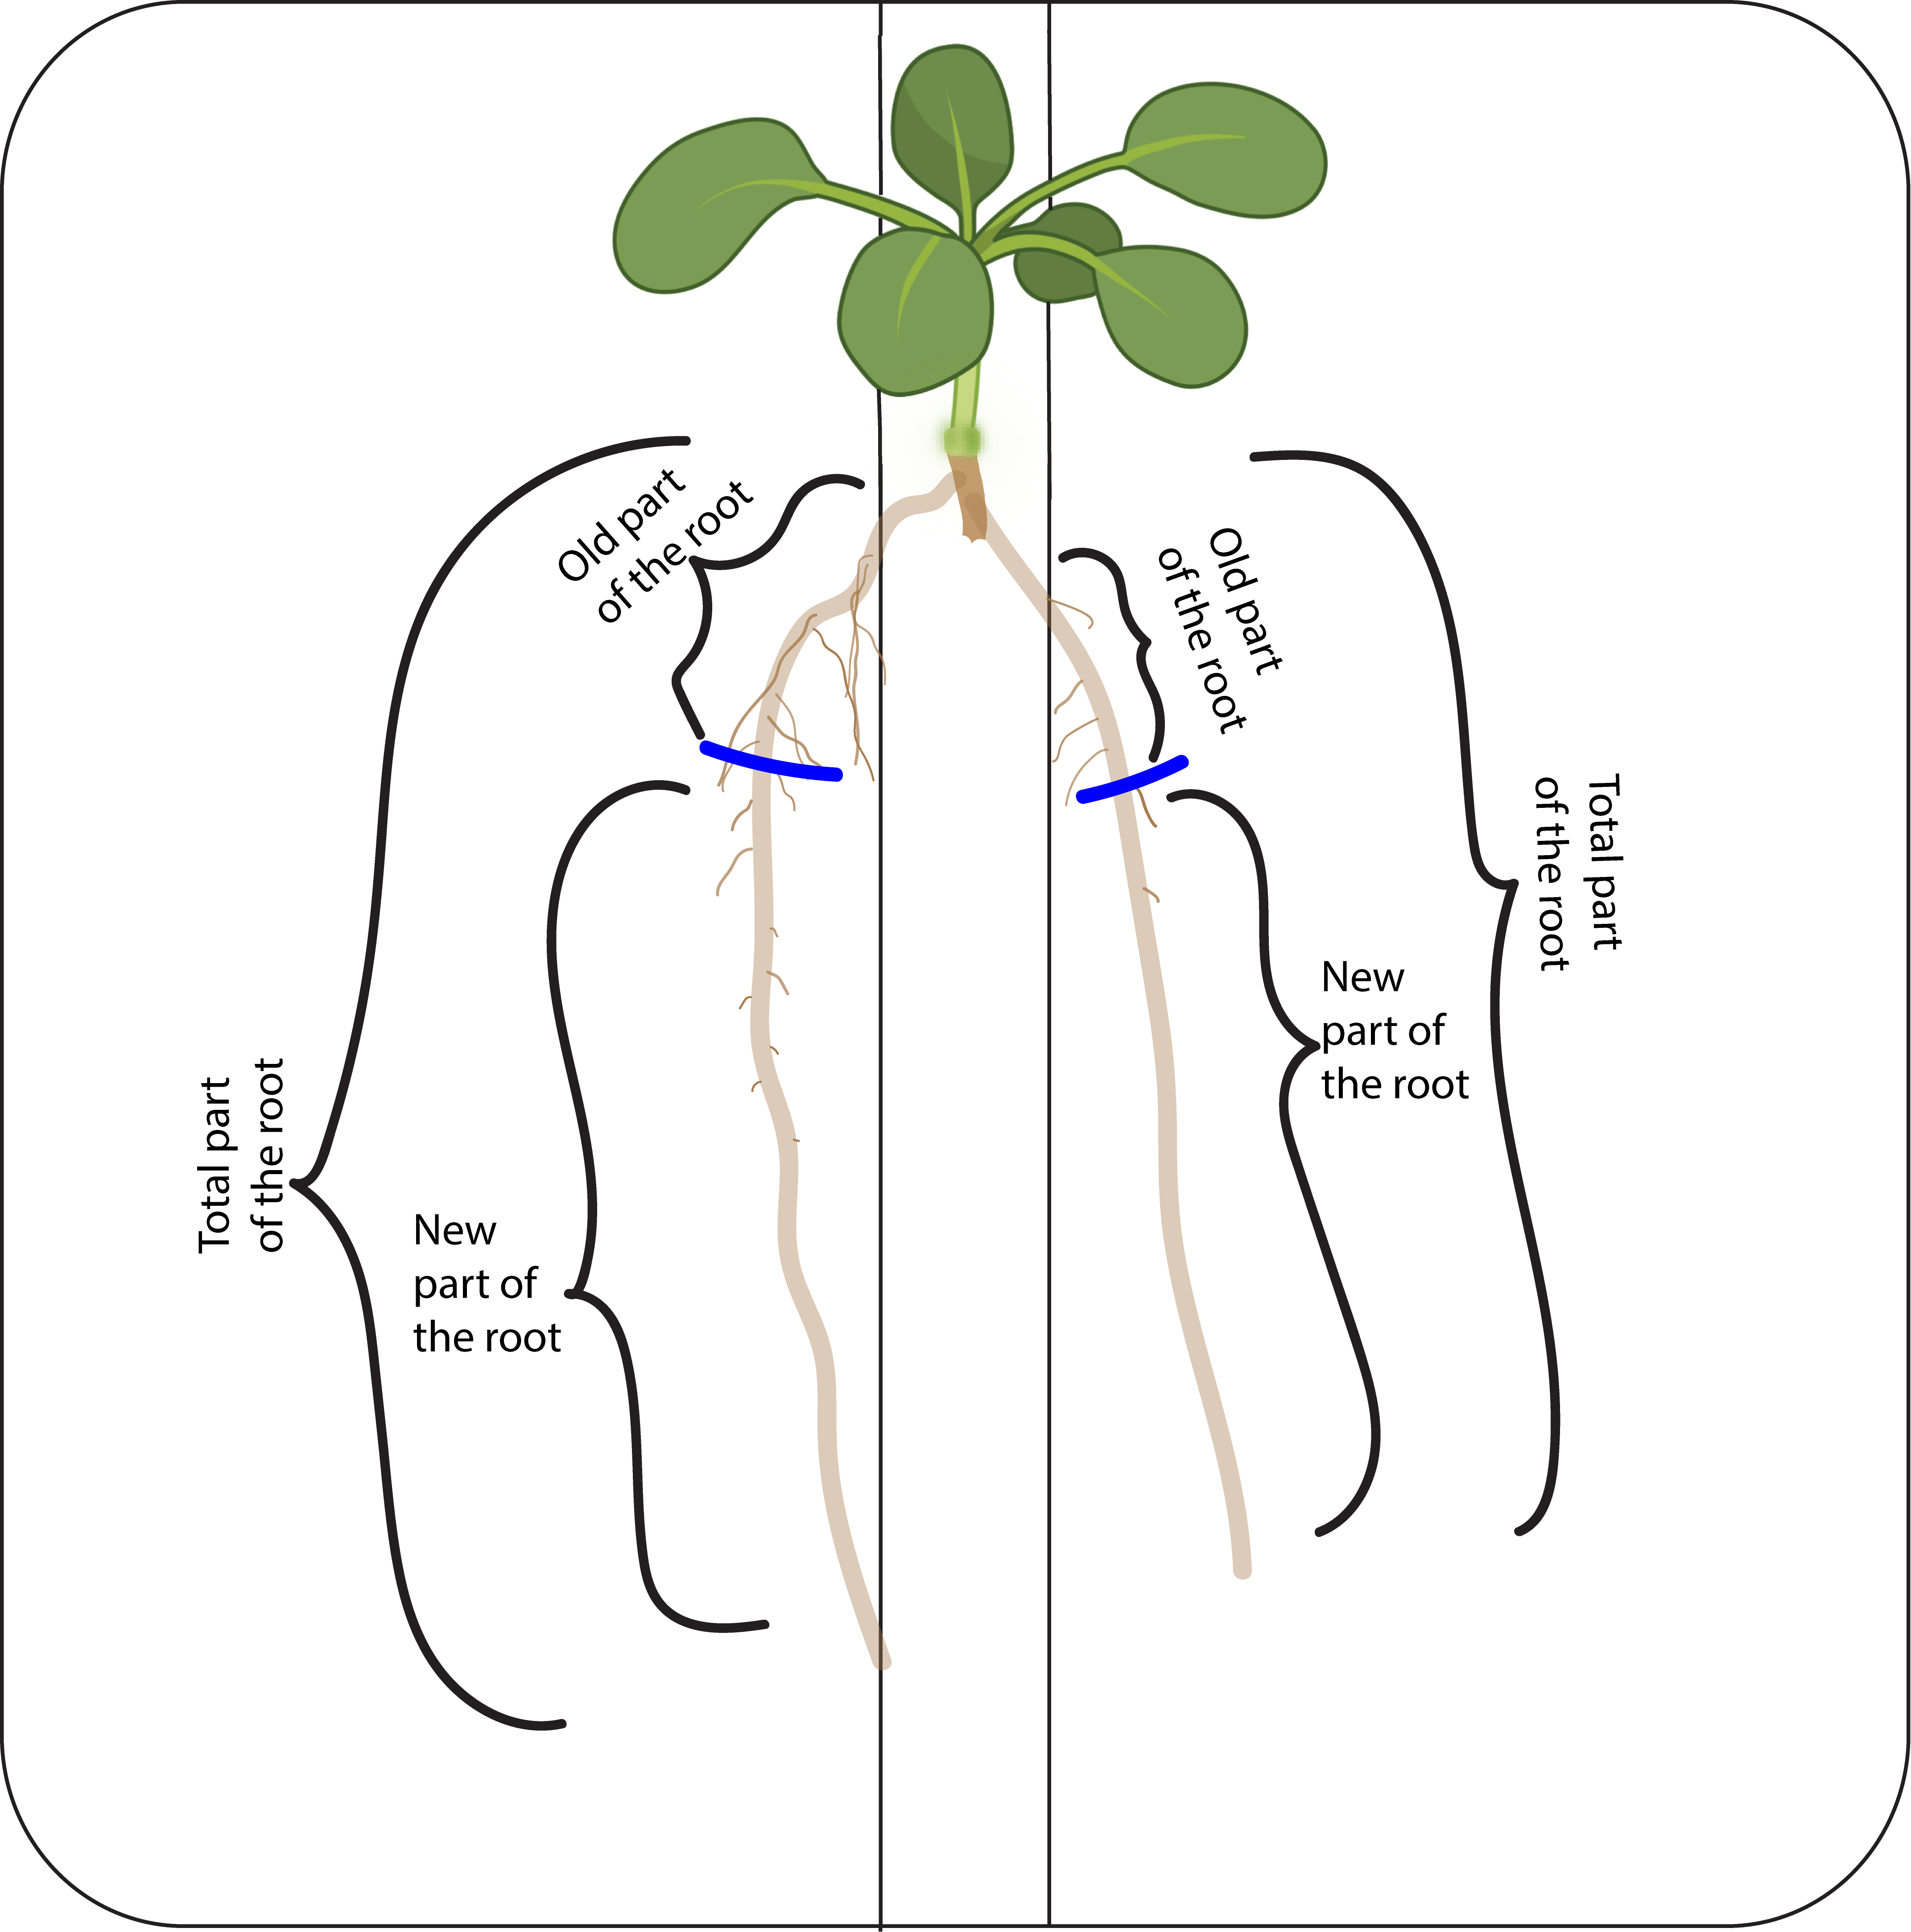 Old part
of the root
Old part
of the root
Total part
of the root
New
part of
the root
Total part
of the root
New
part of
the root